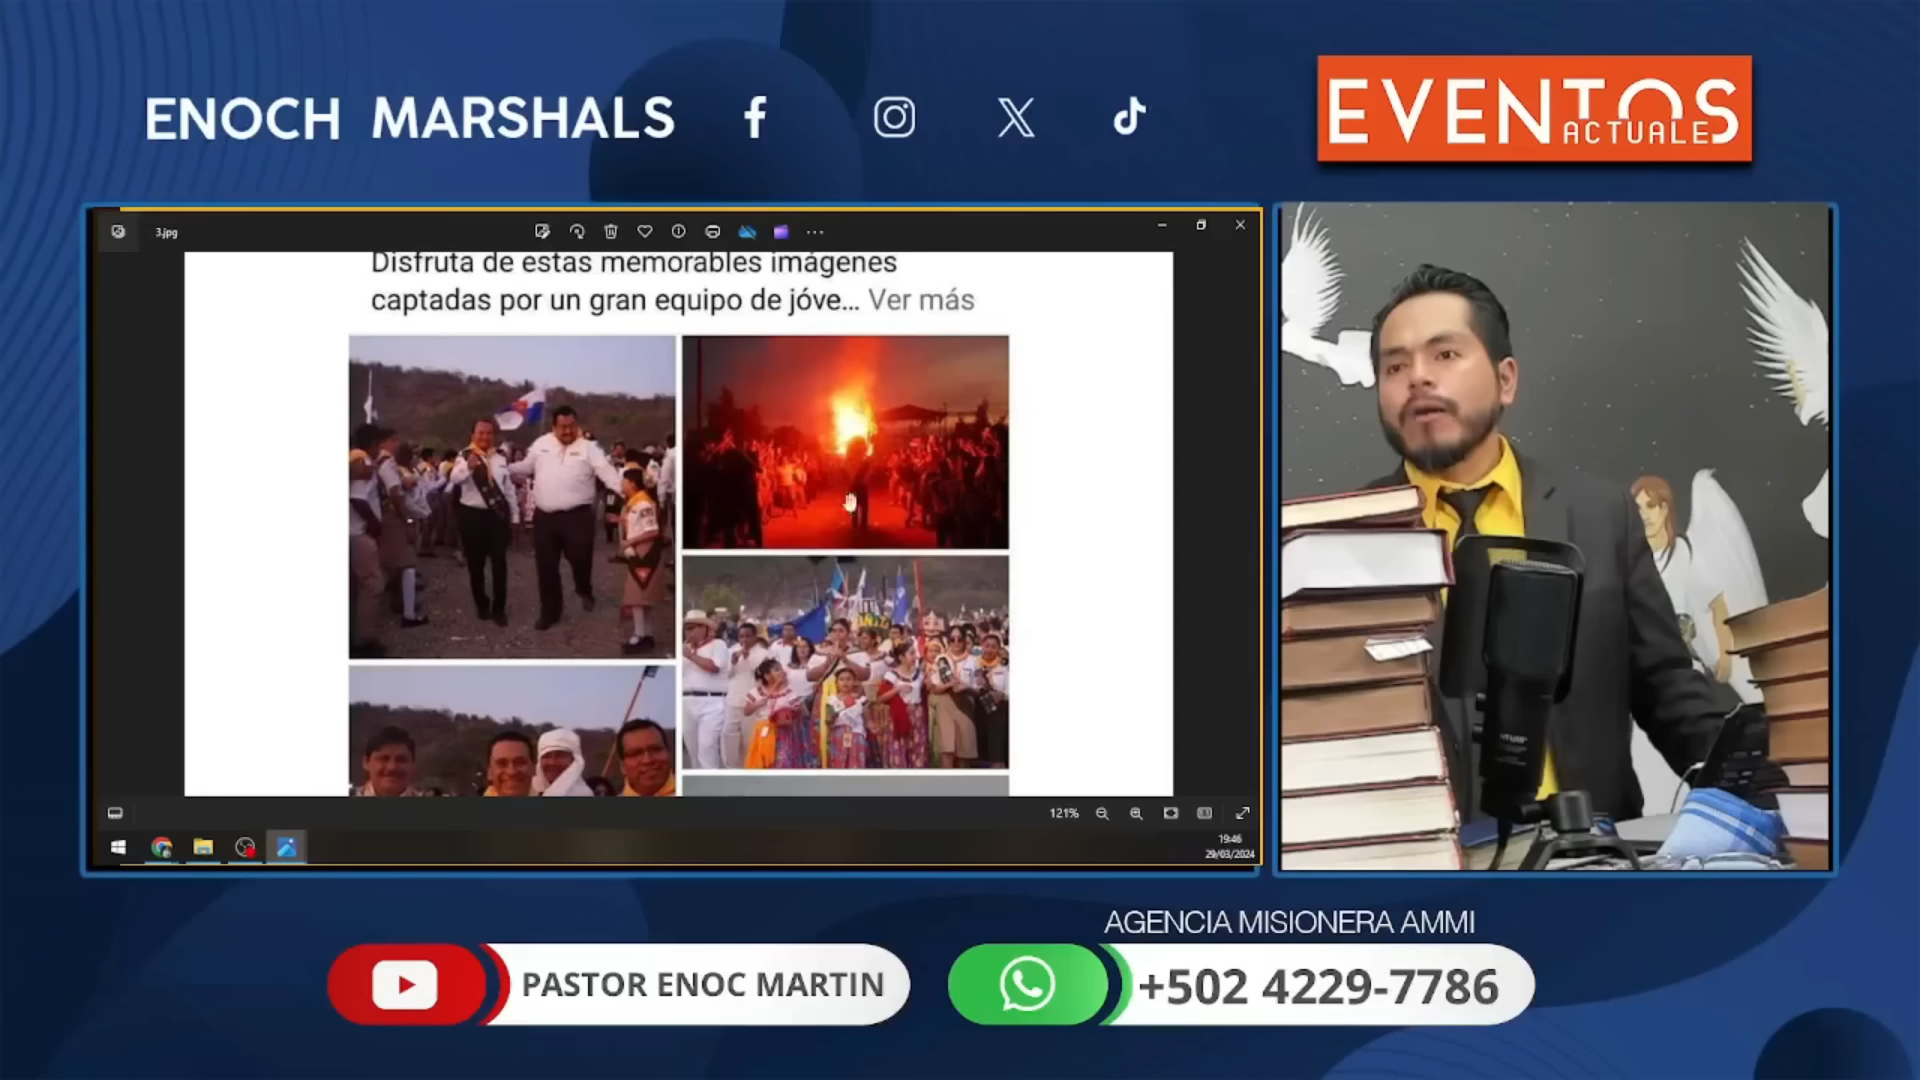 ENOCH MARSHALS
EVENTOS
ACTUALES
3.jpg
Disfruta de estas memorables imágenes
captadas por un gran equipo de jóve... Ver más
121%
19:46
29/03/2024
AGENCIA MISIONERA AMMI
PASTOR ENOC MARTIN
+502 4229-7786